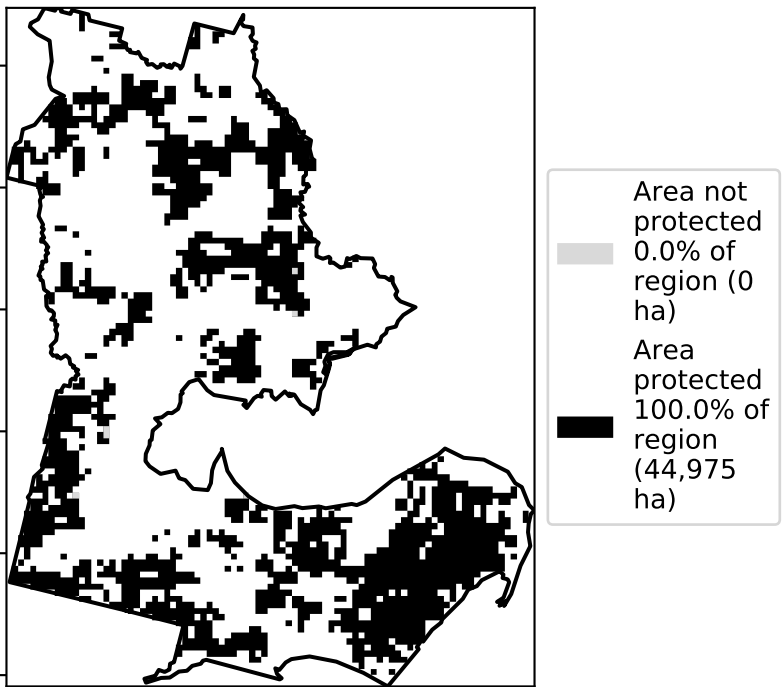 Area not
protected
0.0% of
region (0
ha)
Area
protected
100.0% of
region
(44,975
ha)